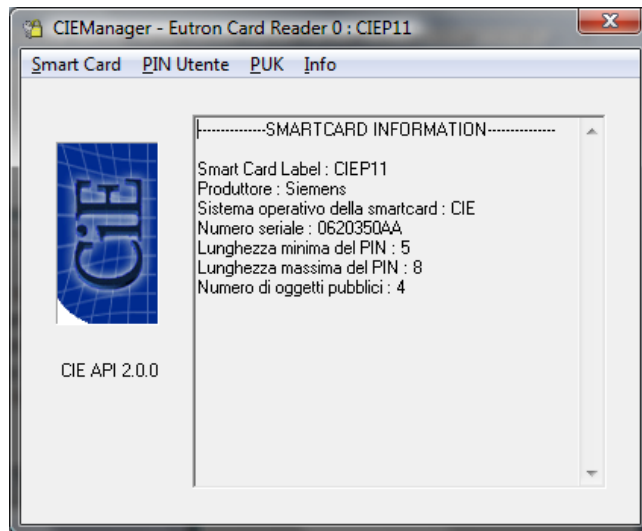 CIEManager - Eutron Card Reader 0 : CIEP11
Smart Card PIN Utente PUK Info
--------------SMARTCARD INFORMATION--------------
Smart Card Label : CIEP11
Produttore : Siemens
Sistema operativo della smartcard : CIE
Numero seriale : 0620350AA
Lunghezza minima del PIN : 5
Lunghezza massima del PIN : 8
Numero di oggetti pubblici : 4
CiE
CIE API 2.0.0